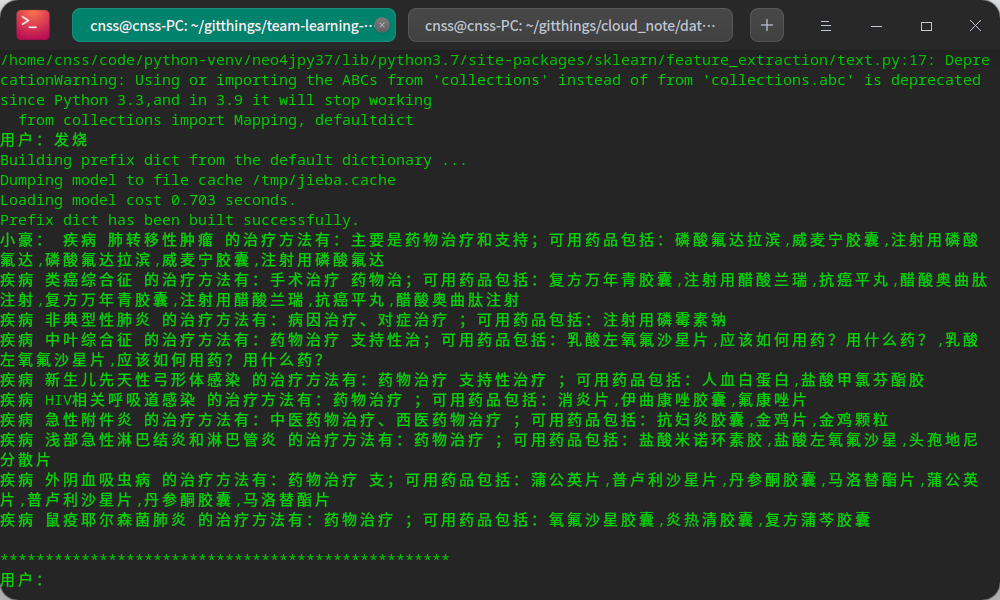 cnss@cnss-PC: ~/gitthings/team-learning-···
cnss@cnss-PC: ~/gitthings/cloud_note/dat···
/home/cnss/code/python-venv/neo4jpy37/lib/python3.7/site-packages/sklearn/feature_extraction/text.py:17: Depre
cationWarning: Using or importing the ABCs from 'collections' instead of from 'collections.abc' is deprecated
since Python 3.3,and in 3.9 it will stop working
  from collections import Mapping, defaultdict
用户：发烧
Building prefix dict from the default dictionary ...
Dumping model to file cache /tmp/jieba.cache
Loading model cost 0.703 seconds.
Prefix dict has been built successfully.
小豪： 疾病 肺转移性肿瘤 的治疗方法有：主要是药物治疗和支持；可用药品包括：磷酸氟达拉滨,威麦宁胶囊,注射用磷酸
氟达,磷酸氟达拉滨,威麦宁胶囊,注射用磷酸氟达
疾病 类癌综合征 的治疗方法有：手术治疗 药物治；可用药品包括：复方万年青胶囊,注射用醋酸兰瑞,抗癌平丸,醋酸奥曲肽
注射,复方万年青胶囊,注射用醋酸兰瑞,抗癌平丸,醋酸奥曲肽注射
疾病 非典型性肺炎 的治疗方法有：病因治疗、对症治疗 ；可用药品包括：注射用磷霉素钠
疾病 中叶综合征 的治疗方法有：药物治疗 支持性治；可用药品包括：乳酸左氧氟沙星片,应该如何用药？用什么药？,乳酸
左氧氟沙星片,应该如何用药？用什么药？
疾病 新生儿先天性弓形体感染 的治疗方法有：药物治疗 支持性治疗 ；可用药品包括：人血白蛋白,盐酸甲氯芬酯胶
疾病 HIV相关呼吸道感染 的治疗方法有：药物治疗 ；可用药品包括：消炎片,伊曲康唑胶囊,氟康唑片
疾病 急性附件炎 的治疗方法有：中医药物治疗、西医药物治疗 ；可用药品包括：抗妇炎胶囊,金鸡片,金鸡颗粒
疾病 浅部急性淋巴结炎和淋巴管炎 的治疗方法有：药物治疗 ；可用药品包括：盐酸米诺环素胶,盐酸左氧氟沙星,头孢地尼
分散片
疾病 外阴血吸虫病 的治疗方法有：药物治疗 支；可用药品包括：蒲公英片,普卢利沙星片,丹参酮胶囊,马洛替酯片,蒲公英
片,普卢利沙星片,丹参酮胶囊,马洛替酯片
疾病 鼠疫耶尔森菌肺炎 的治疗方法有：药物治疗 ；可用药品包括：氧氟沙星胶囊,炎热清胶囊,复方蒲芩胶囊
**************************************************
用户：